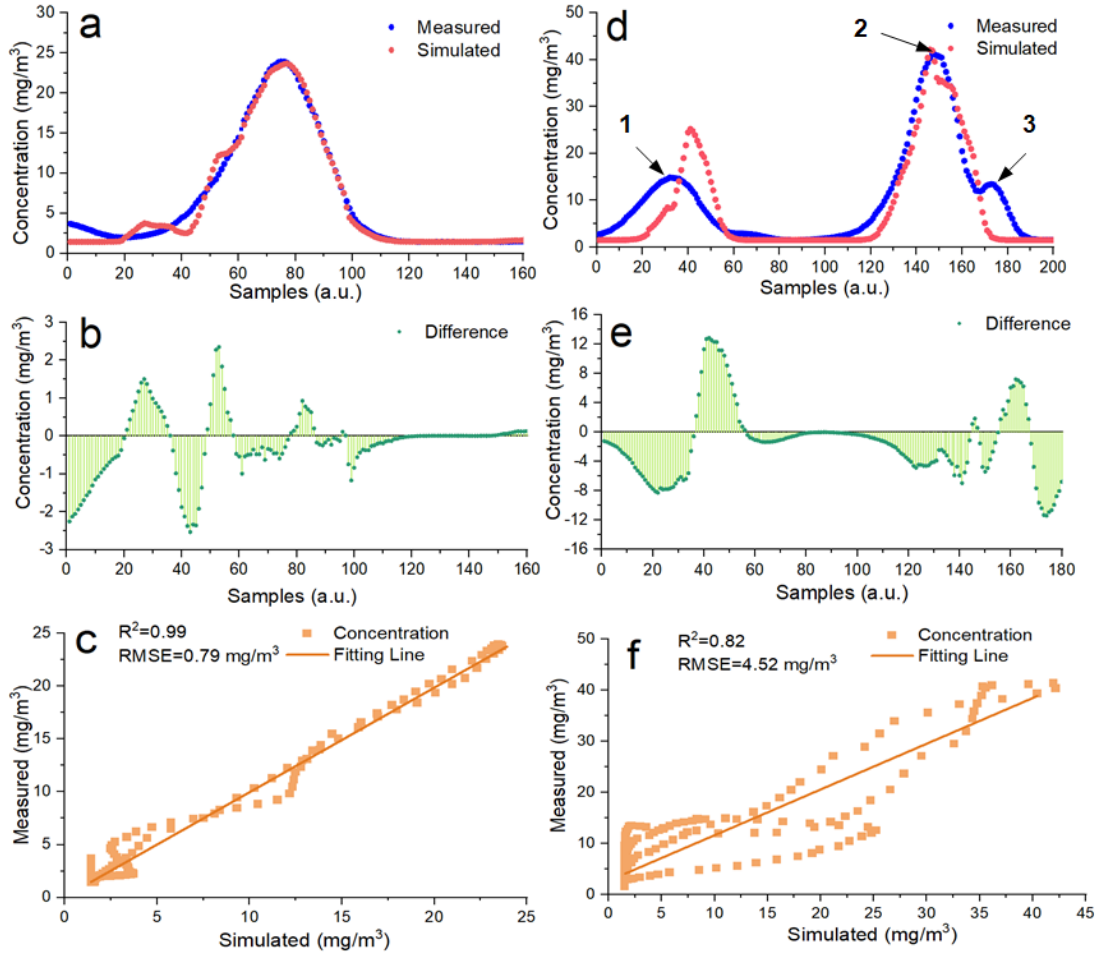 a
Measured
Simulated
Concentration (mg/m³)
30
25
20
15
10
5
0
0 20 40 60 80 100 120 140 160
Samples (a.u.)
d
2
Measured
Simulated
1
3
Concentration (mg/m³)
50
40
30
20
10
0
0 20 40 60 80 100 120 140 160 180 200
Samples (a.u.)
b
Difference
Concentration (mg/m³)
3
2
1
0
-1
-2
-3
0 20 40 60 80 100 120 140 160
Samples (a.u.)
e
Difference
Concentration (mg/m³)
16
12
8
4
0
-4
-8
-12
-16
0 20 40 60 80 100 120 140 160 180
Samples (a.u.)
c
R²=0.99
RMSE=0.79 mg/m³
Concentration
Fitting Line
Measured (mg/m³)
25
20
15
10
5
0
0 5 10 15 20 25
Simulated (mg/m³)
f
R²=0.82
RMSE=4.52 mg/m³
Concentration
Fitting Line
Measured (mg/m³)
50
40
30
20
10
0
0 5 10 15 20 25 30 35 40 45
Simulated (mg/m³)